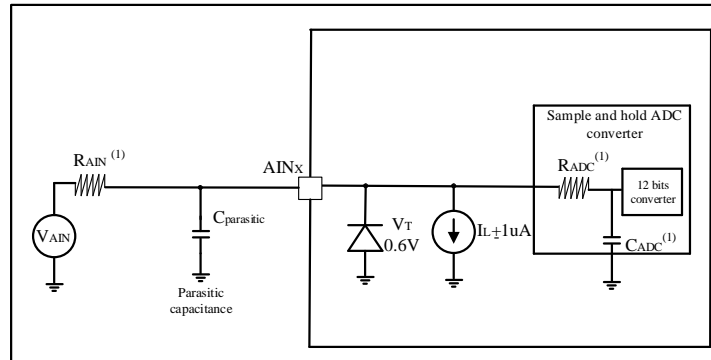 Sample and hold ADC
converter
RAIN(1)
AINx
RADC(1)
12 bits
converter
VAIN
Cparasitic
VT
0.6V
IL±1uA
CADC(1)
Parasitic
capacitance